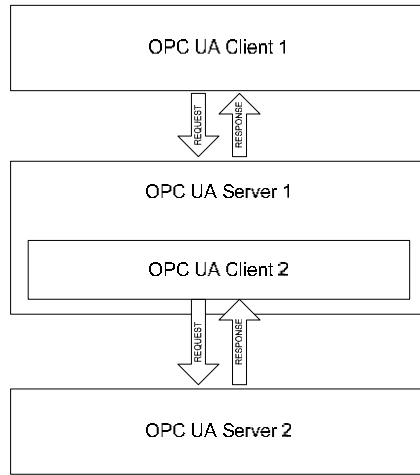 OPC UA Client 1
REQUEST
RESPONSE
OPC UA Server 1
OPC UA Client 2
REQUEST
RESPONSE
OPC UA Server 2